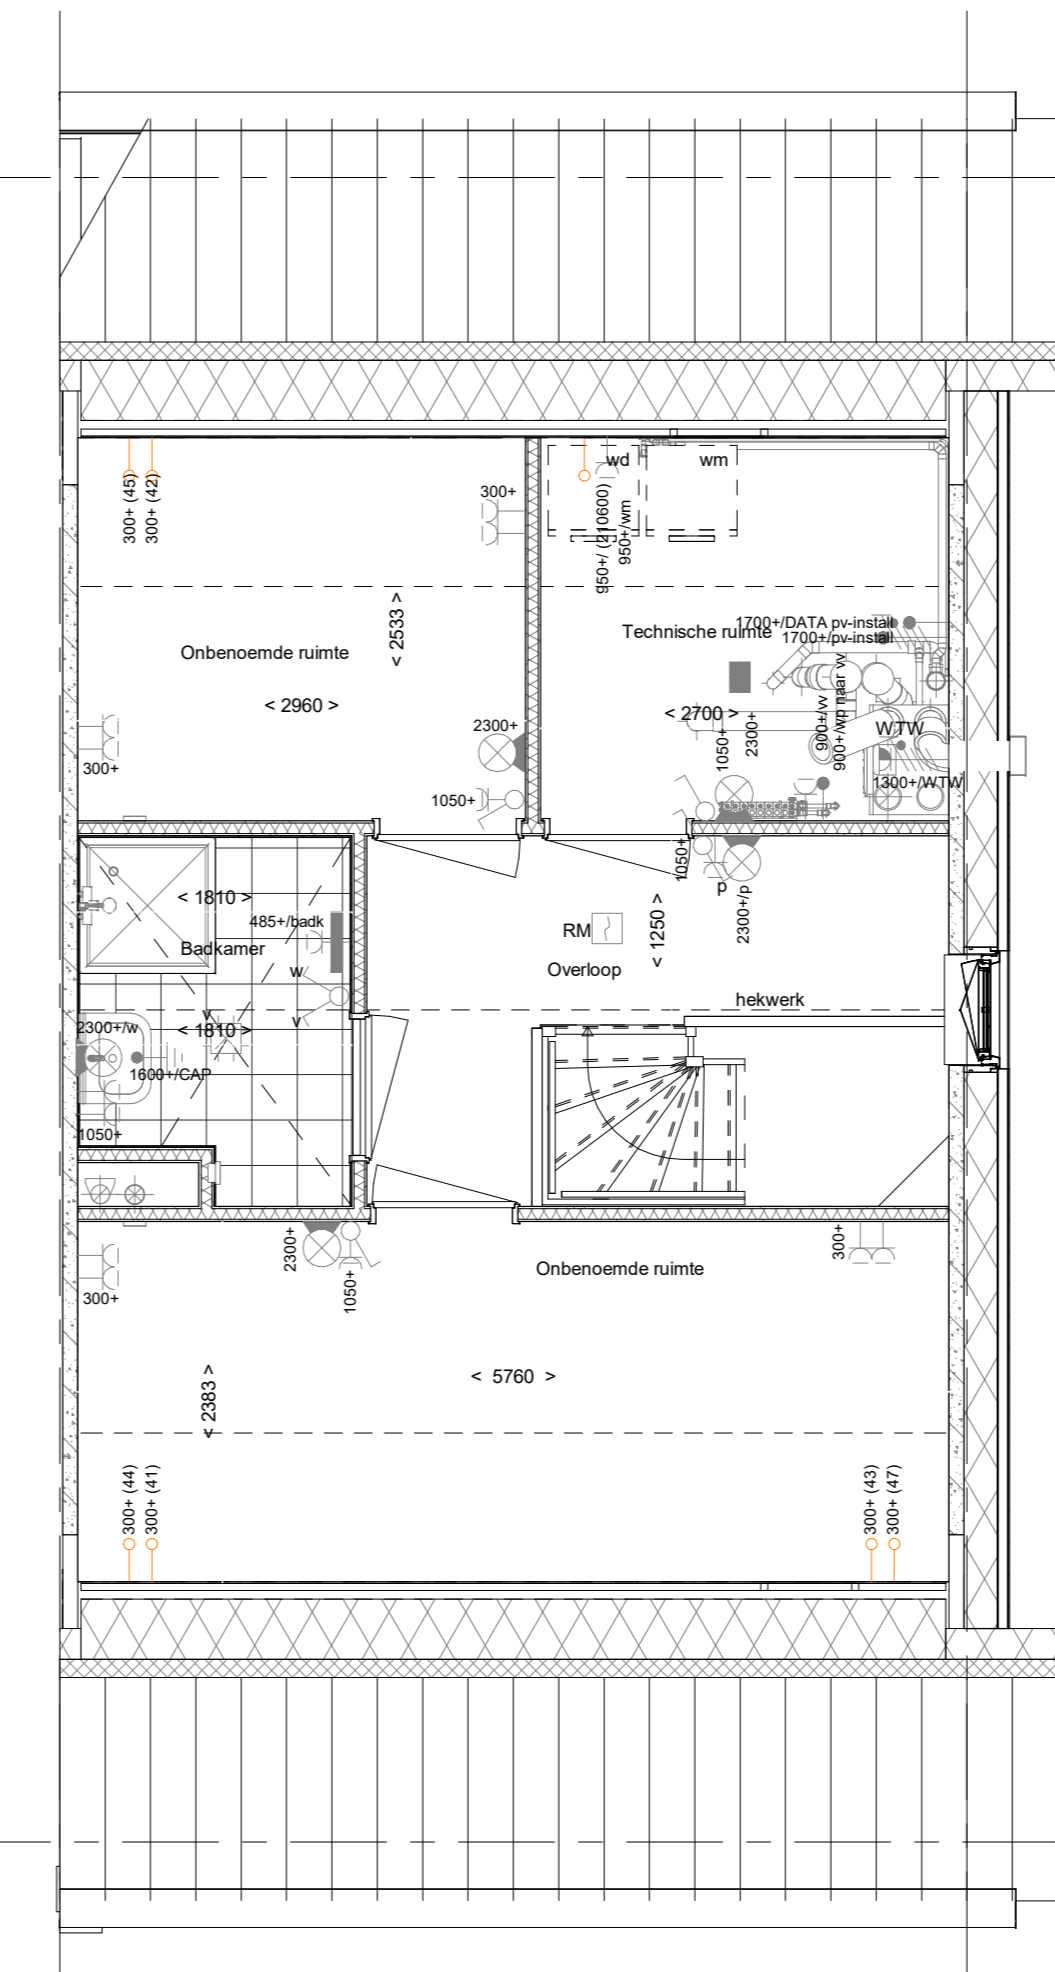 wd
wm
300+ (45)
300+ (42)
300+
950+/ (210600)
950+/wm
< 2533 >
Onbenoemde ruimte
Technische ruimte
1700+/DATA pv-install
1700+/pv-install
< 2960 >
< 2700 >
2300+
300+
1050+
1050+
2300+
900+/vv
900+/wp naar vv
WTW
1300+/WTW
1050+
p
2300+/p
< 1810 >
485+/badk
Badkamer
w
RM
< 1250 >
Overloop
hekwerk
v
v
2300+/w
< 1810 >
1600+/CAP
1050+
2300+
1050+
300+
300+
Onbenoemde ruimte
< 2383 >
< 5760 >
300+ (44)
300+ (41)
300+ (43)
300+ (47)